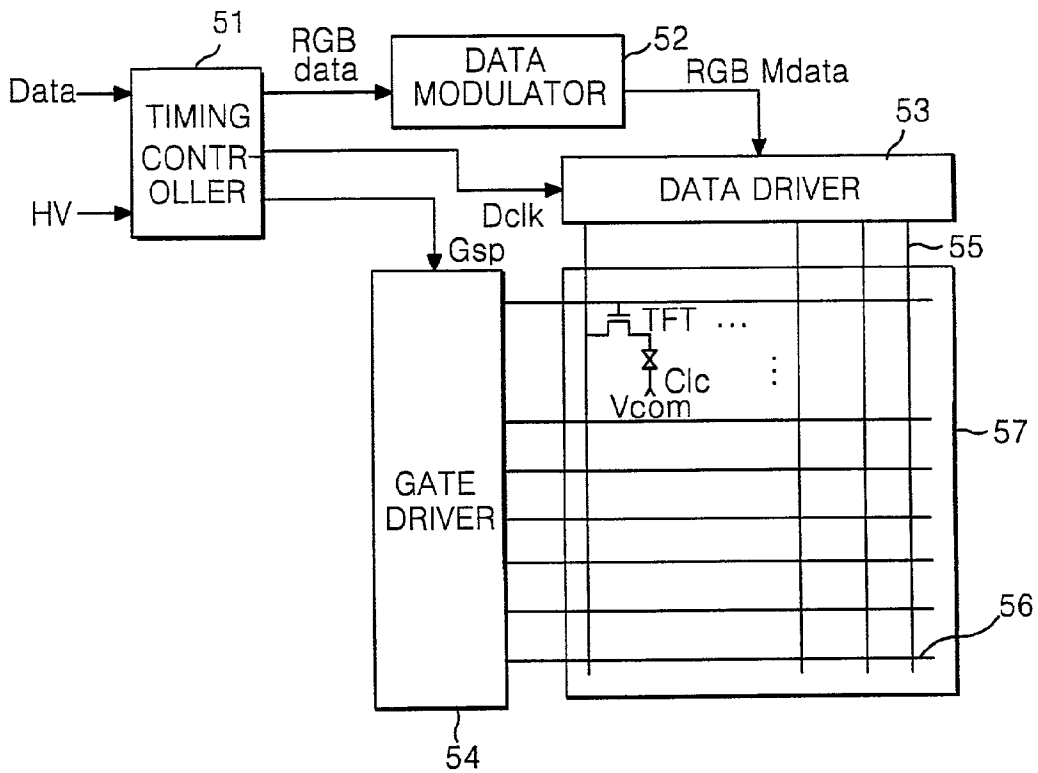 51
RGB
data
DATA
MODULATOR
52
RGB Mdata
Data
TIMING
CONTR-
OLLER
53
DATA DRIVER
HV
Dclk
Gsp
55
TFT ...
Clc
Vcom
57
GATE
DRIVER
56
54